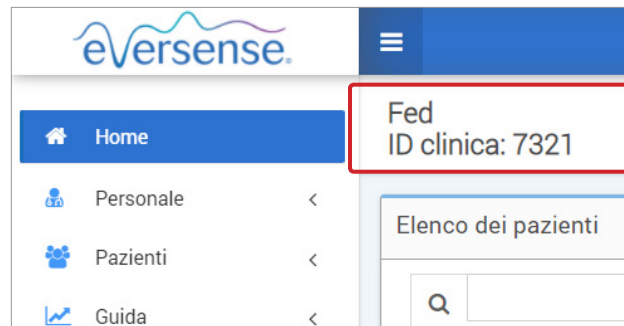 eversense.
Home
Personale
Pazienti
Guida
Fed
ID clinica: 7321
Elenco dei pazienti